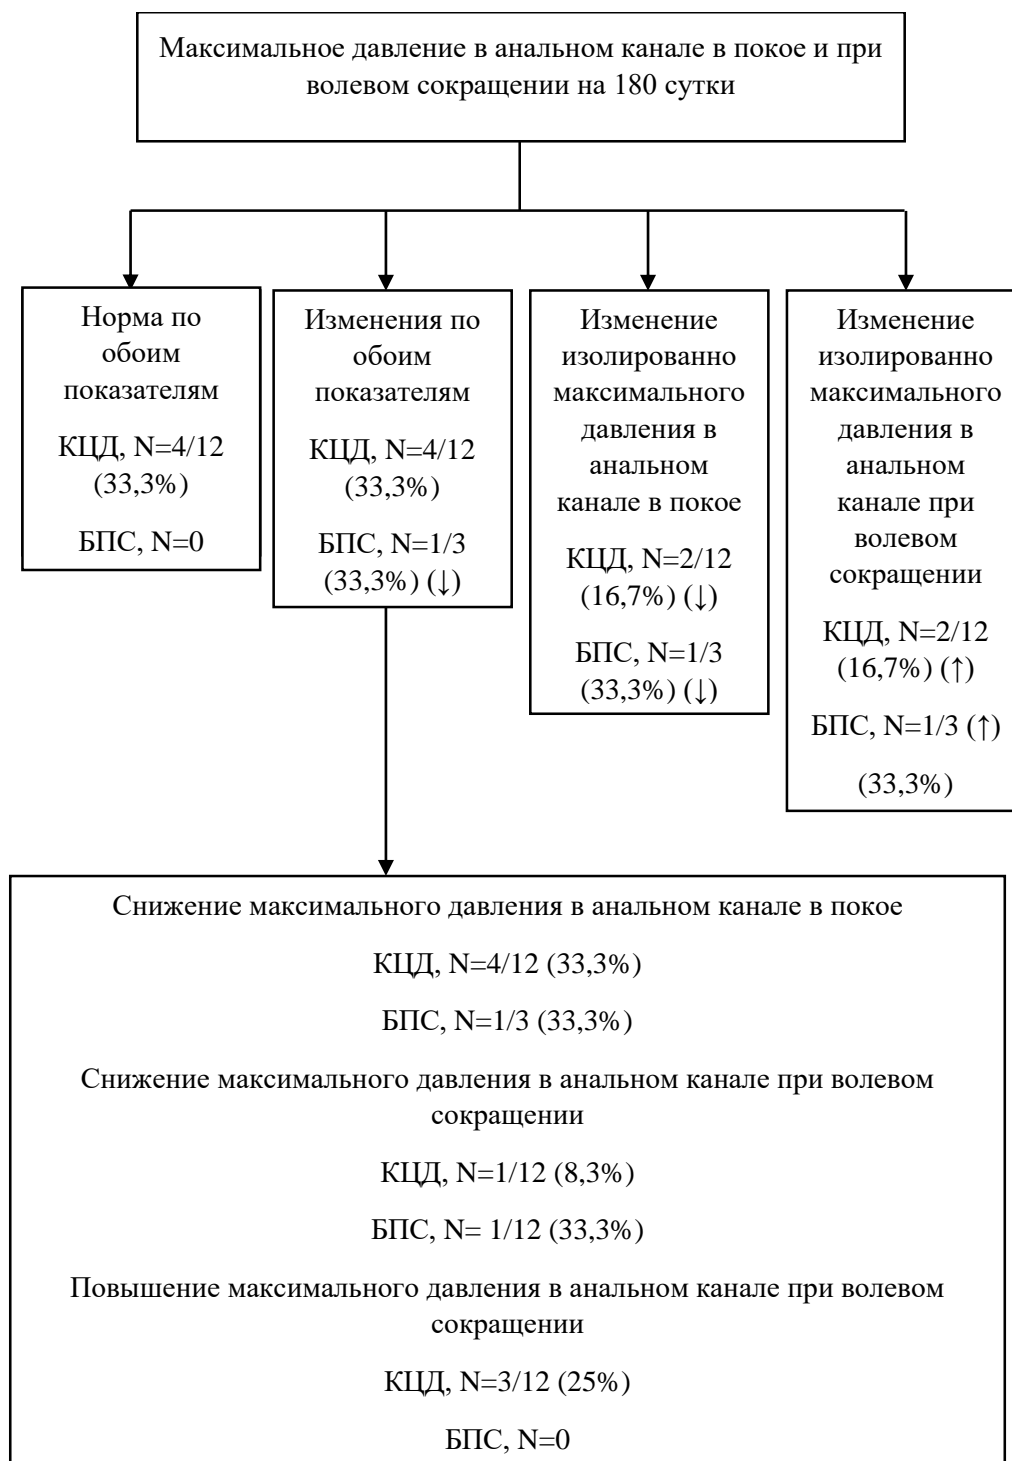 Максимальное давление в анальном канале в покое и при
волевом сокращении на 180 сутки
Норма по
обоим
показателям
КЦД, N=4/12
(33,3%)
БПС, N=0
Изменения по
обоим
показателям
КЦД, N=4/12
(33,3%)
БПС, N=1/3
(33,3%) (↓)
Изменение
изолированно
максимального
давления в
анальном
канале в покое
КЦД, N=2/12
(16,7%) (↓)
БПС, N=1/3
(33,3%) (↓)
Изменение
изолированно
максимального
давления в
анальном
канале при
волевом
сокращении
КЦД, N=2/12
(16,7%) (↑)
БПС, N=1/3 (↑)
(33,3%)
Снижение максимального давления в анальном канале в покое
КЦД, N=4/12 (33,3%)
БПС, N=1/3 (33,3%)
Снижение максимального давления в анальном канале при волевом
сокращении
КЦД, N=1/12 (8,3%)
БПС, N= 1/12 (33,3%)
Повышение максимального давления в анальном канале при волевом
сокращении
КЦД, N=3/12 (25%)
БПС, N=0